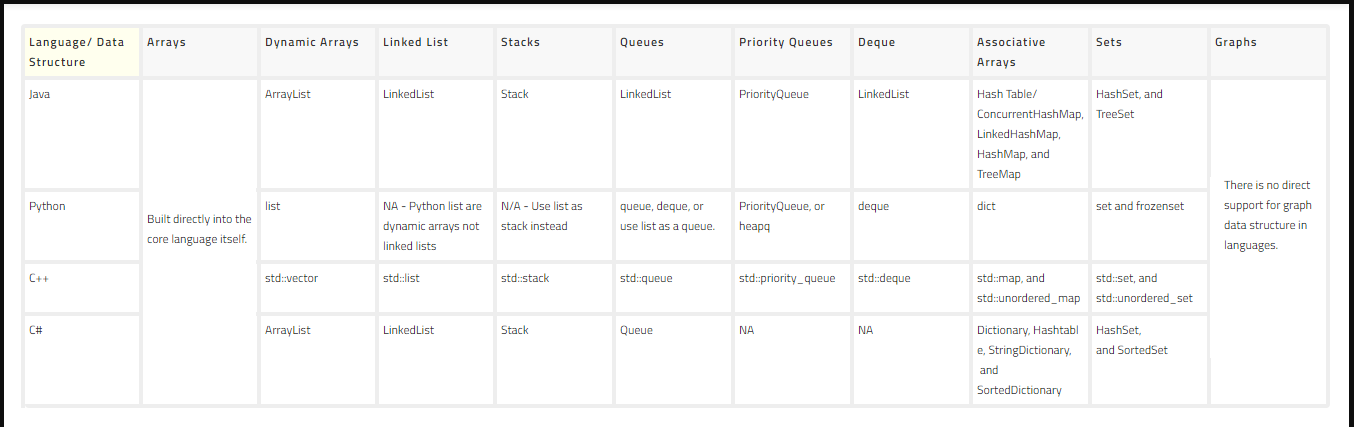 Language/ Data
Structure
Arrays
Dynamic Arrays
Linked List
Stacks
Queues
Priority Queues
Deque
Associative
Arrays
Sets
Graphs
Java
Built directly into the
core language itself.
ArrayList
LinkedList
Stack
LinkedList
PriorityQueue
LinkedList
Hash Table/
ConcurrentHashMap,
LinkedHashMap,
HashMap, and
TreeMap
HashSet, and
TreeSet
There is no direct
support for graph
data structure in
languages.
Python
list
NA - Python list are
dynamic arrays not
linked lists
N/A - Use list as
stack instead
queue, deque, or
use list as a queue.
PriorityQueue, or
heapq
deque
dict
set and frozenset
C++
std::vector
std::list
std::stack
std::queue
std::priority_queue
std::deque
std::map, and
std::unordered_map
std::set, and
std::unordered_set
C#
ArrayList
LinkedList
Stack
Queue
NA
NA
Dictionary, Hashtabl
e, StringDictionary,
and
SortedDictionary
HashSet,
and SortedSet